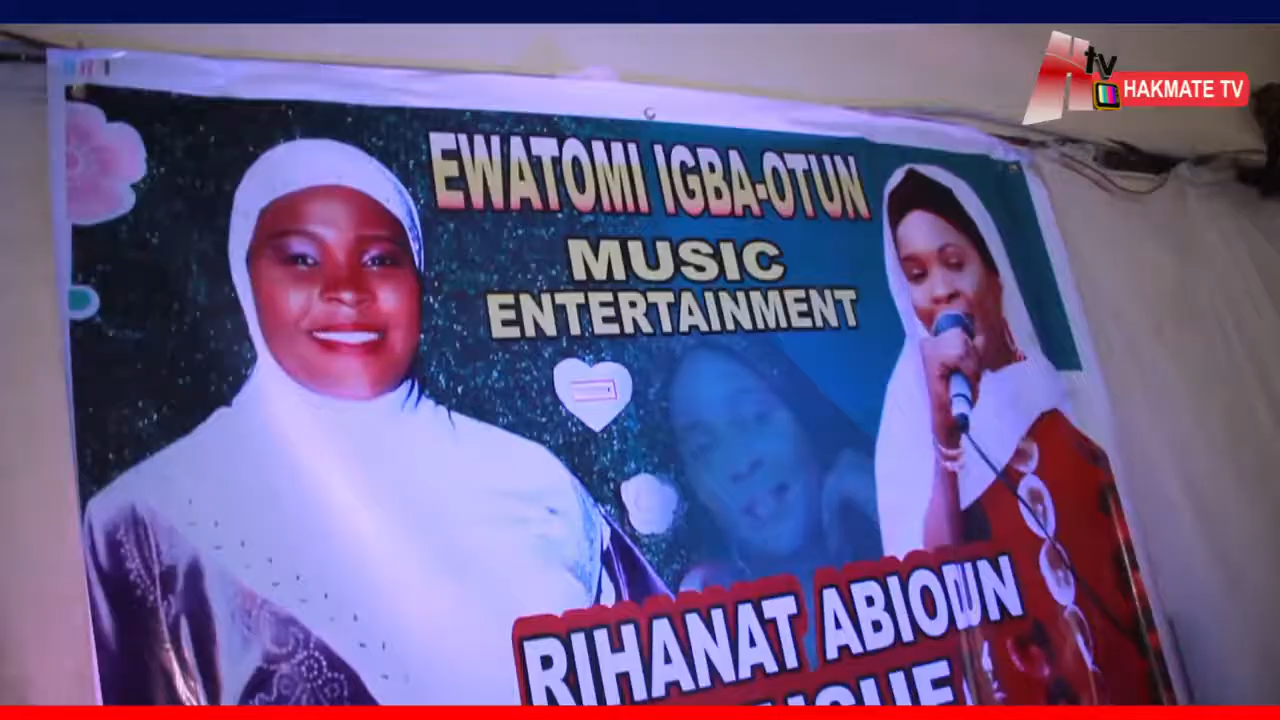 tv
HAKMATE TV
EWATOMI IGBA-OTUN
MUSIC
ENTERTAINMENT
RIHANAT ABIODUN